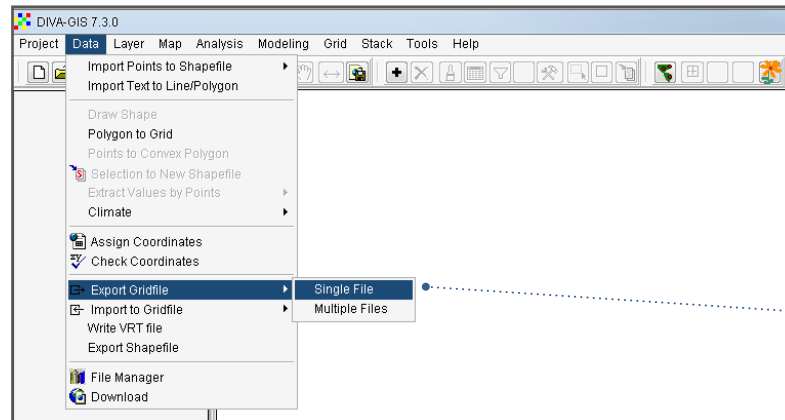 DIVA-GIS 7.3.0
Project Data Layer Map Analysis Modeling Grid Stack Tools Help
Import Points to Shapefile
Import Text to Line/Polygon
Draw Shape
Polygon to Grid
Points to Convex Polygon
Selection to New Shapefile
Extract Values by Points
Climate
Assign Coordinates
Check Coordinates
Export Gridfile Single File
Import to Gridfile Multiple Files
Write VRT file
Export Shapefile
File Manager
Download